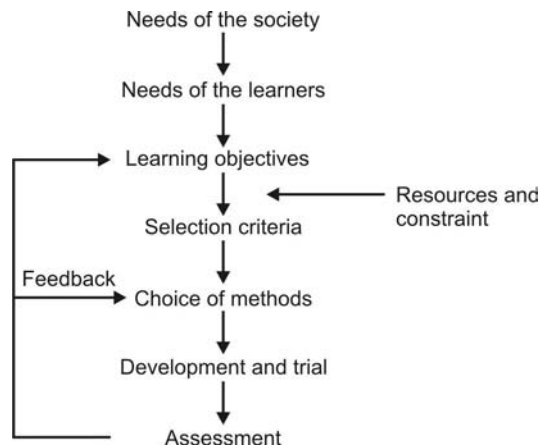 Needs of the society
Needs of the learners
Learning objectives
Resources and
constraint
Selection criteria
Feedback
Choice of methods
Development and trial
Assessment